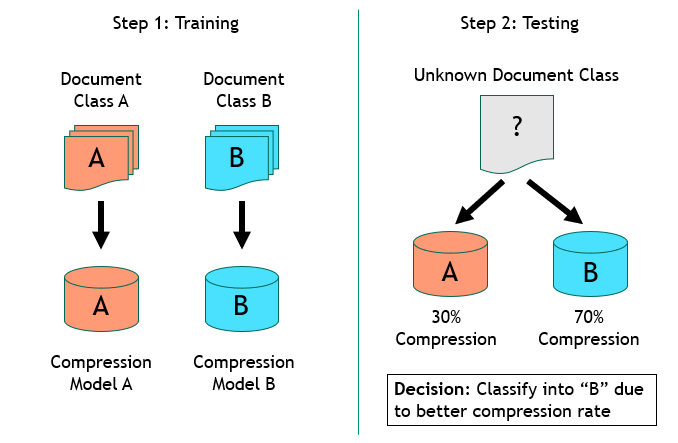 Step 1: Training
Document
Class A
Document
Class B
A
B
A
B
Compression
Model A
Compression
Model B
Step 2: Testing
Unknown Document Class
?
A
B
30%
Compression
70%
Compression
Decision: Classify into “B” due
to better compression rate